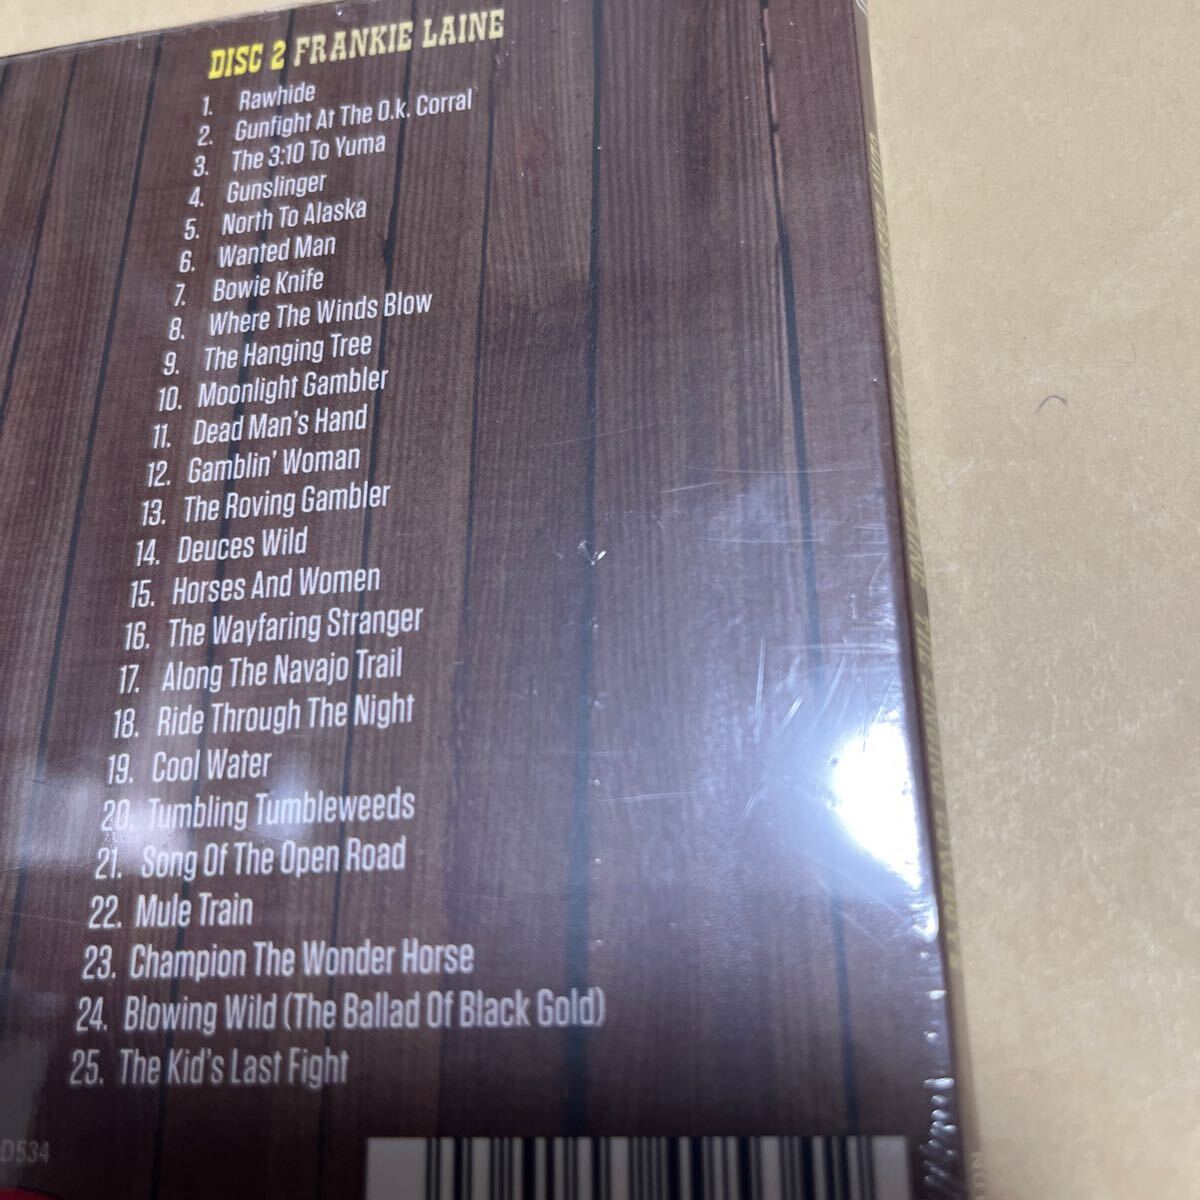 DISC 2 FRANKIE LAINE
1. Rawhide
2. Gunfight At The O.k. Corral
3. The 3:10 To Yuma
4. Gunslinger
5. North To Alaska
6. Wanted Man
7. Bowie Knife
8. Where The Winds Blow
9. The Hanging Tree
10. Moonlight Gambler
11. Dead Man's Hand
12. Gamblin' Woman
13. The Roving Gambler
14. Deuces Wild
15. Horses And Women
16. The Wayfaring Stranger
17. Along The Navajo Trail
18. Ride Through The Night
19. Cool Water
20. Tumbling Tumbleweeds
21. Song Of The Open Road
22. Mule Train
23. Champion The Wonder Horse
24. Blowing Wild (The Ballad Of Black Gold)
25. The Kid's Last Fight
D534